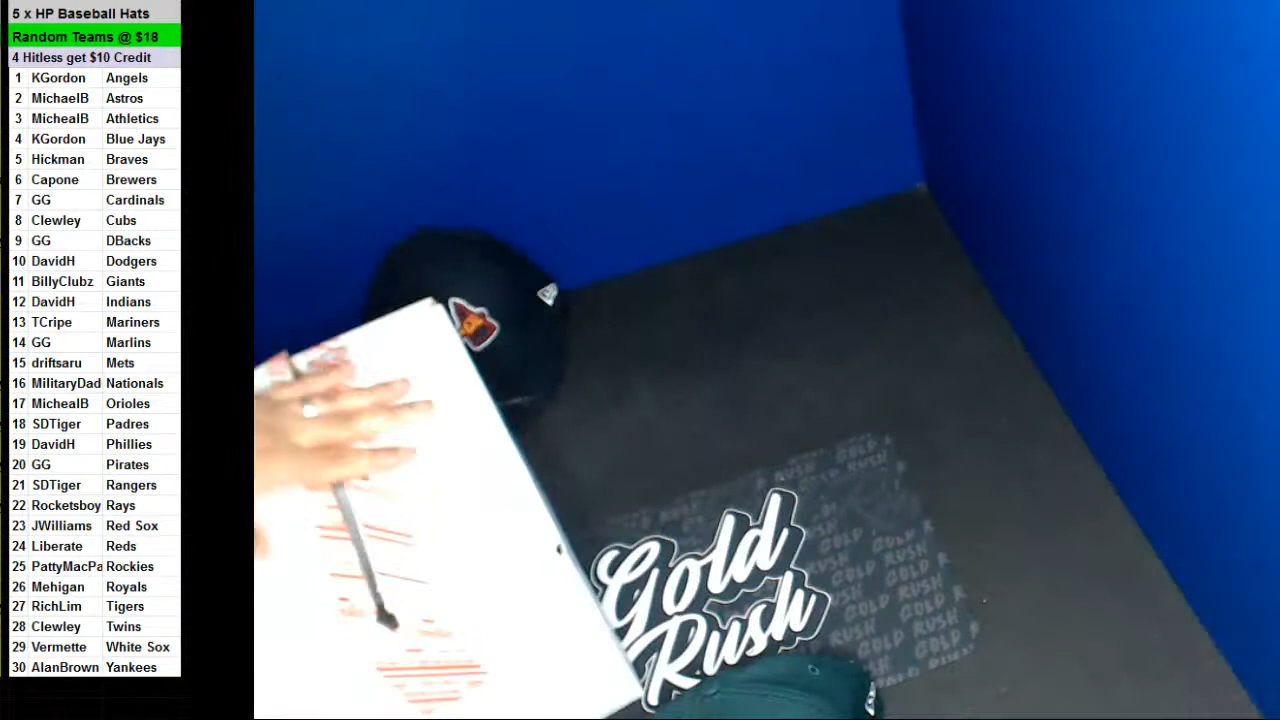 5 x HP Baseball Hats
Random Teams @ $18
4 Hitless get $10 Credit
1 KGordon Angels
2 MichaelB Astros
3 MichealB Athletics
4 KGordon Blue Jays
5 Hickman Braves
6 Capone Brewers
7 GG Cardinals
8 Clewley Cubs
9 GG DBacks
10 DavidH Dodgers
11 BillyClubz Giants
12 DavidH Indians
13 TCripe Mariners
14 GG Marlins
15 driftsaru Mets
16 MilitaryDad Nationals
17 MichealB Orioles
18 SDTiger Padres
19 DavidH Phillies
20 GG Pirates
21 SDTiger Rangers
22 Rocketsboy Rays
23 JWilliams Red Sox
24 Liberate Reds
25 PattyMacPa Rockies
26 Mehigan Royals
27 RichLim Tigers
28 Clewley Twins
29 Vermette White Sox
30 AlanBrown Yankees
Gold
Rush